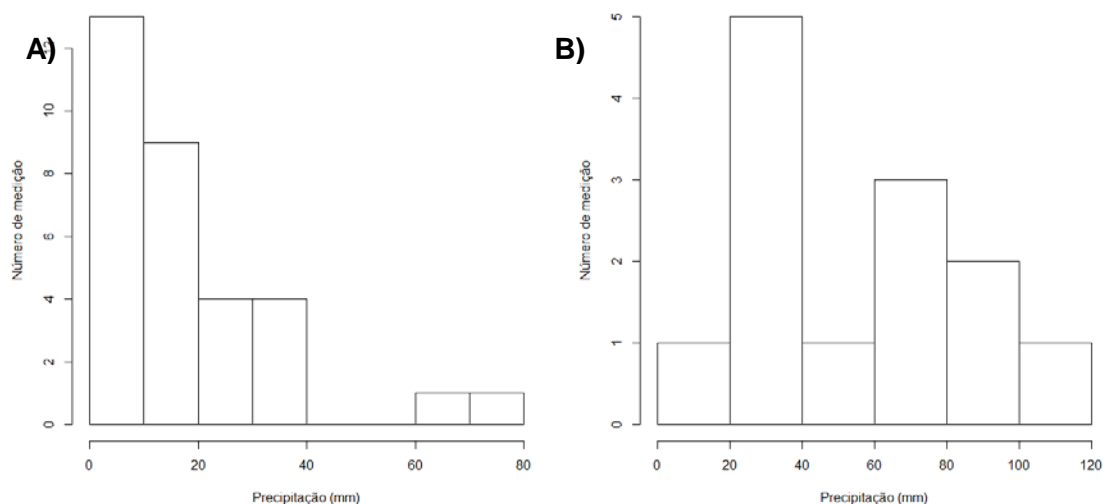 A)
Número de medição
0 2 4 6 8 10 12
0 20 40 60 80
Precipitação (mm)
B)
Número de medição
0 1 2 3 4 5
0 20 40 60 80 100 120
Precipitação (mm)